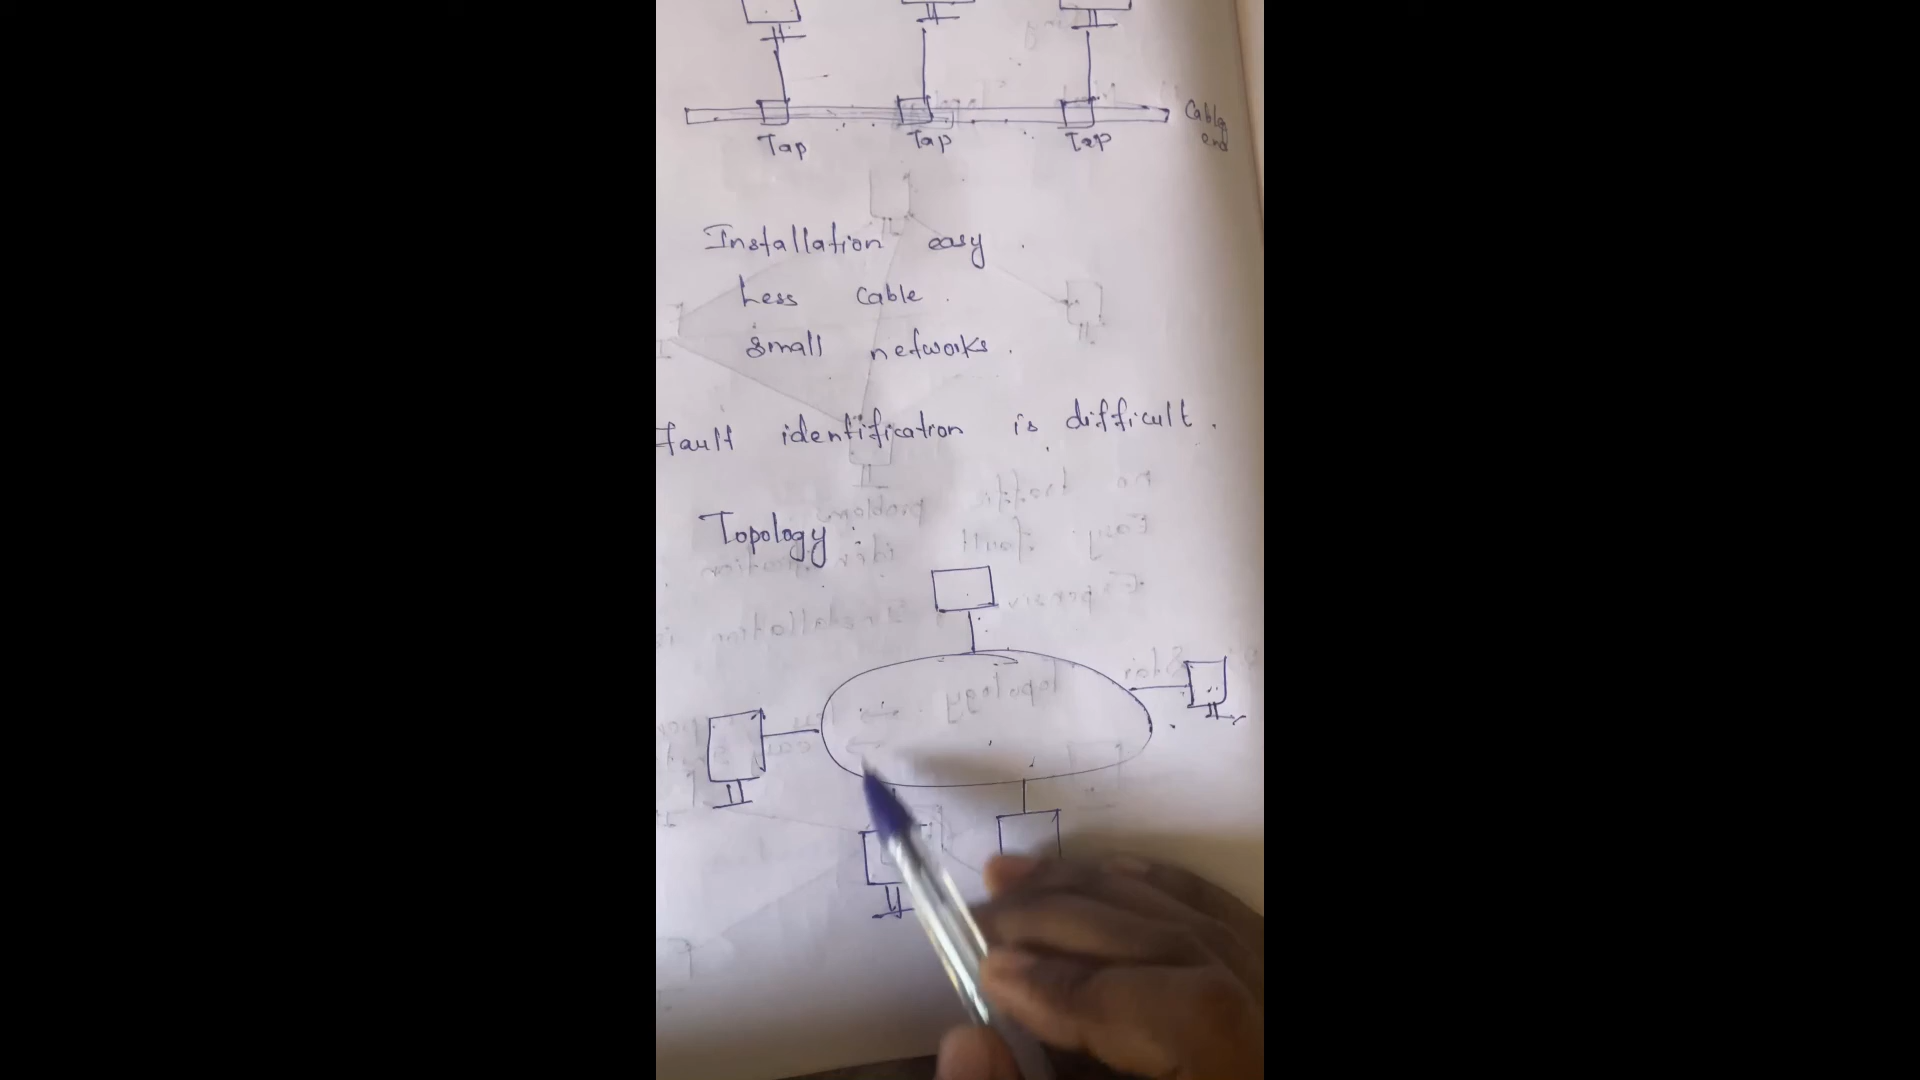 Cable
end
Tap Tap Tap
Installation easy .
Less Cable .
Small networks .
fault identification is difficult .
Topology :